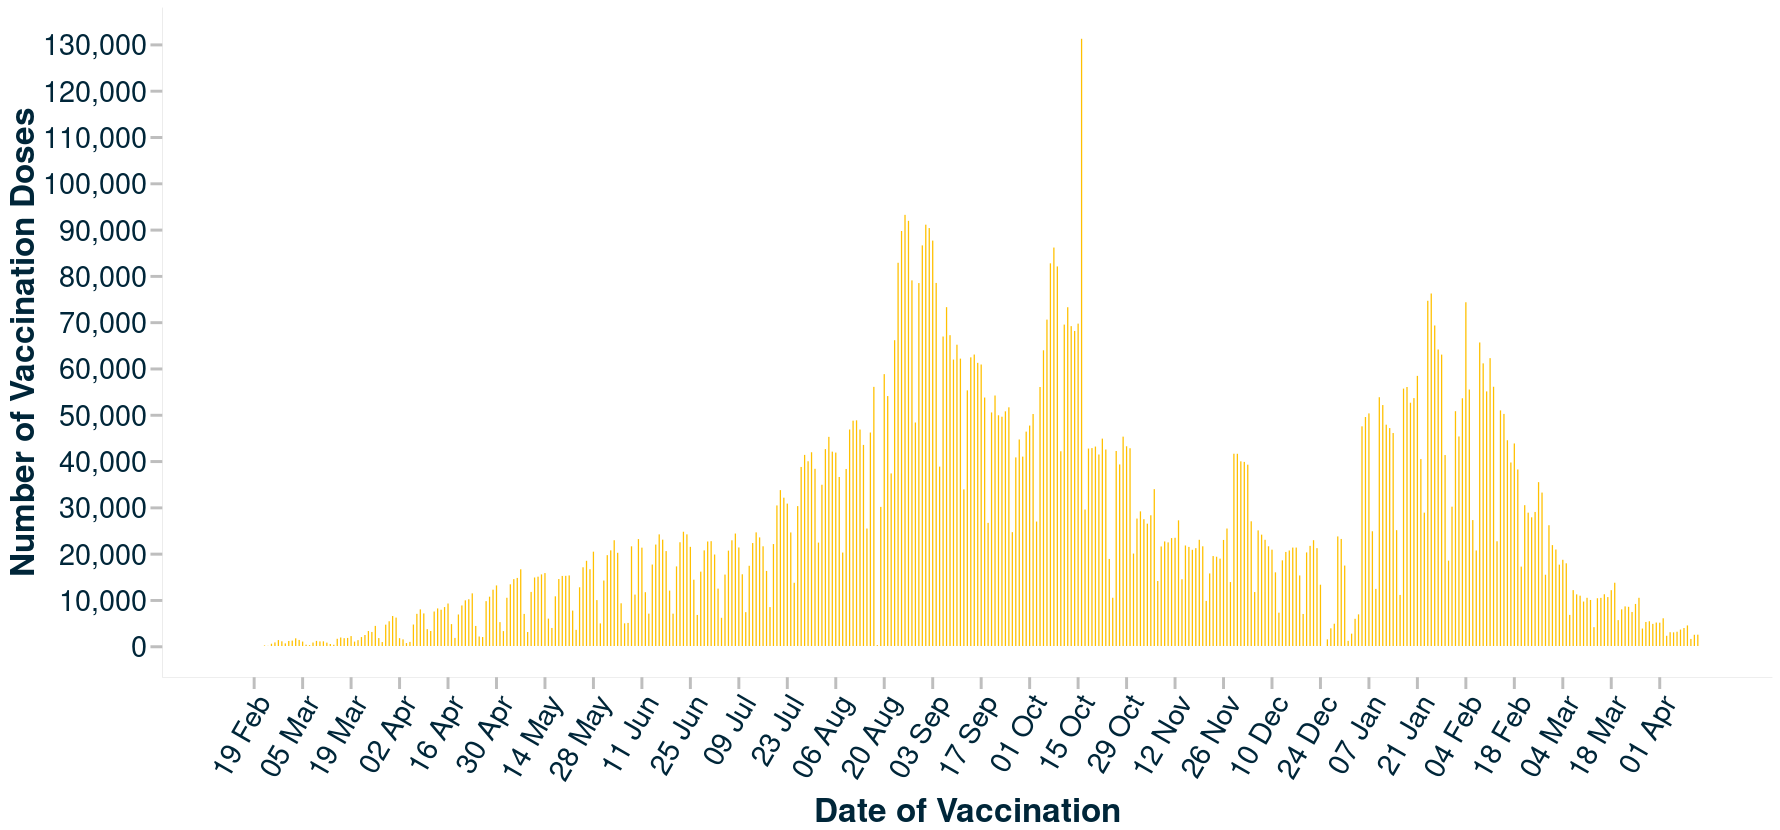 Number of Vaccination Doses
130,000
120,000
110,000
100,000
90,000
80,000
70,000
60,000
50,000
40,000
30,000
20,000
10,000
0
19 Feb
05 Mar
19 Mar
02 Apr
16 Apr
30 Apr
14 May
28 May
11 Jun
25 Jun
09 Jul
23 Jul
06 Aug
20 Aug
03 Sep
17 Sep
01 Oct
15 Oct
29 Oct
12 Nov
26 Nov
10 Dec
24 Dec
07 Jan
21 Jan
04 Feb
18 Feb
04 Mar
18 Mar
01 Apr
Date of Vaccination